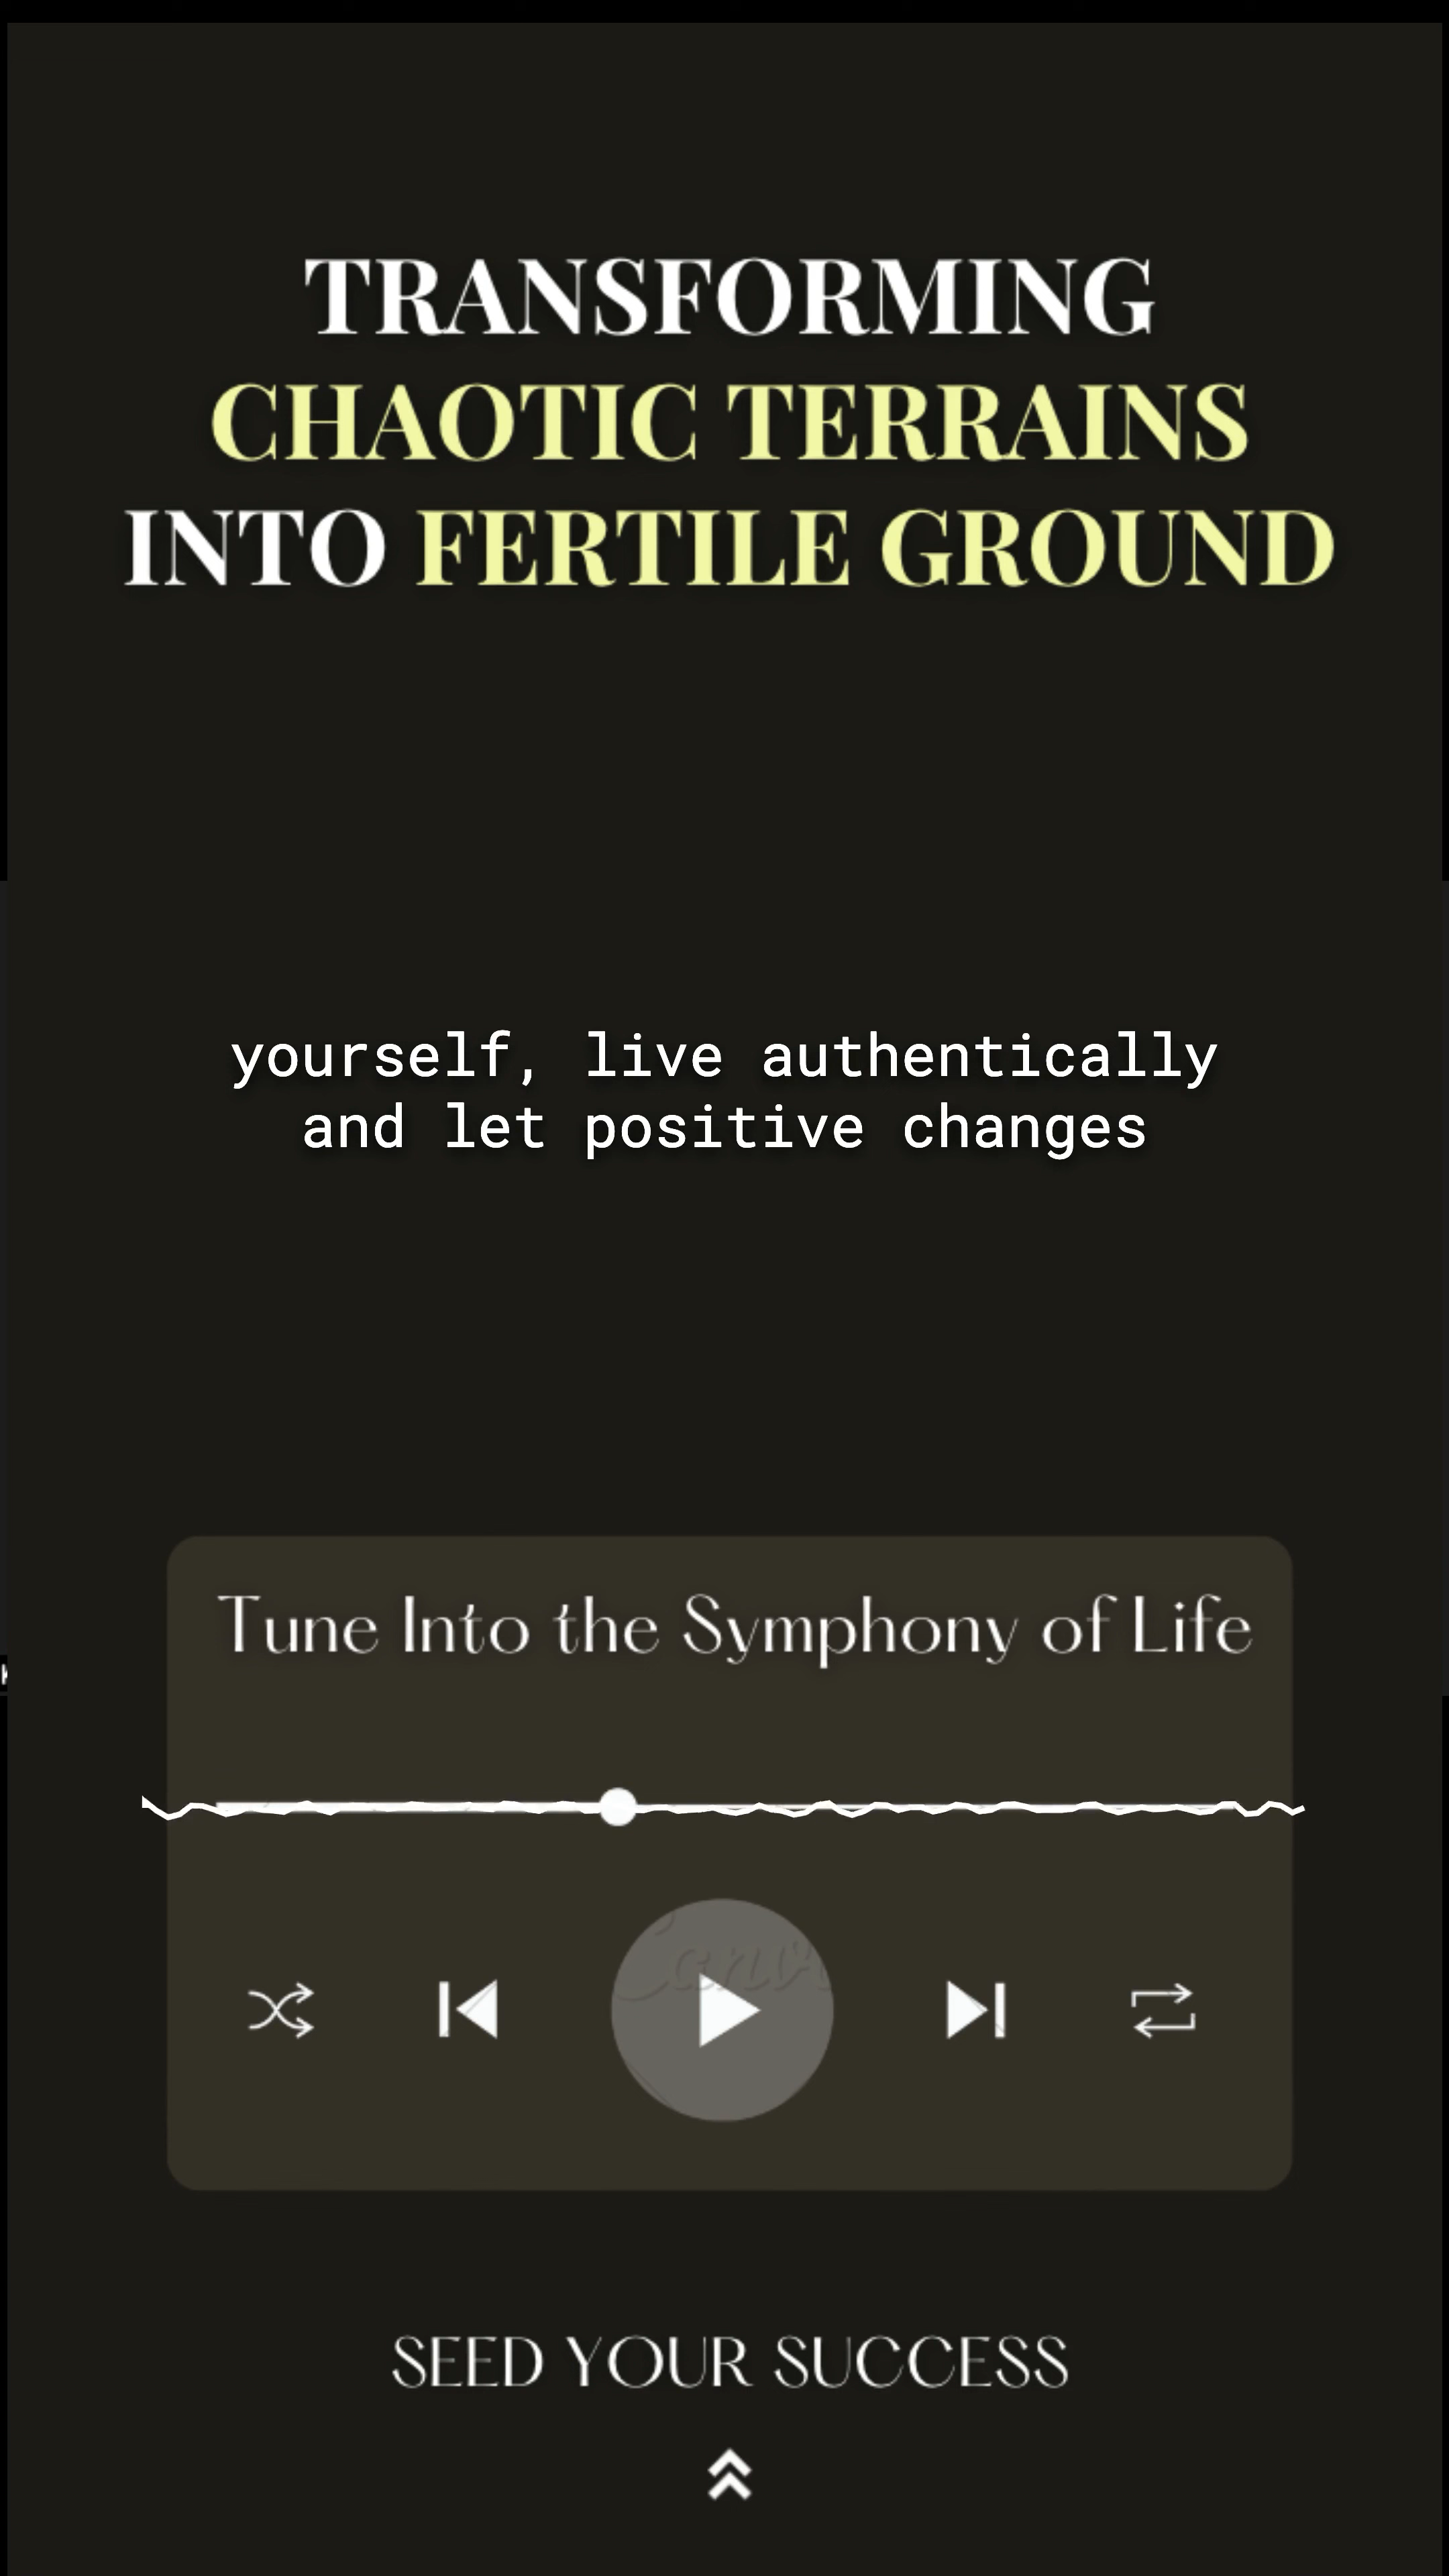 TRANSFORMING
CHAOTIC TERRAINS
INTO FERTILE GROUND
yourself, live authentically
and let positive changes
Tune Into the Symphony of Life
Canva
SEED YOUR SUCCESS